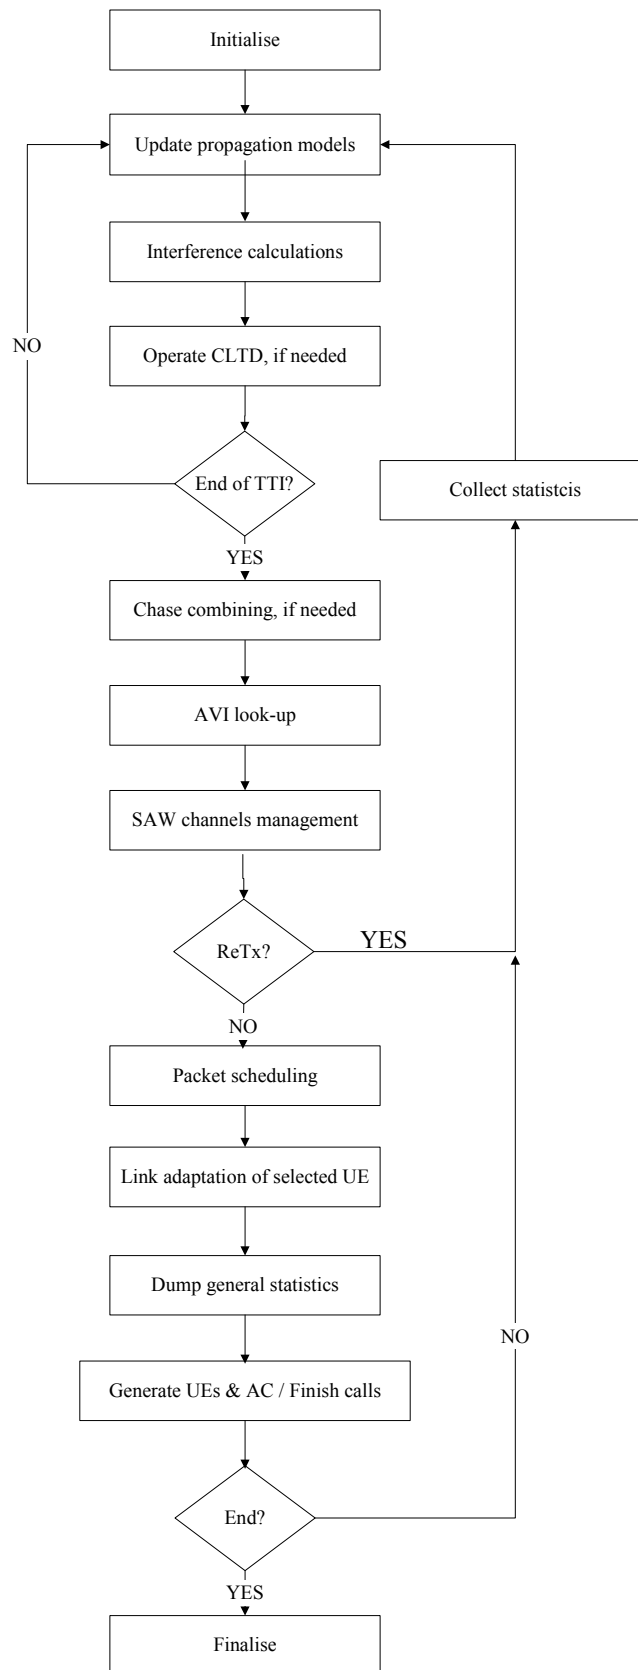 Initialise
Update propagation models
Interference calculations
NO
Operate CLTD, if needed
End of TTI?
Collect statistcis
YES
Chase combining, if needed
AVI look-up
SAW channels management
ReTx?
YES
NO
Packet scheduling
Link adaptation of selected UE
Dump general statistics
NO
Generate UEs & AC / Finish calls
End?
YES
Finalise